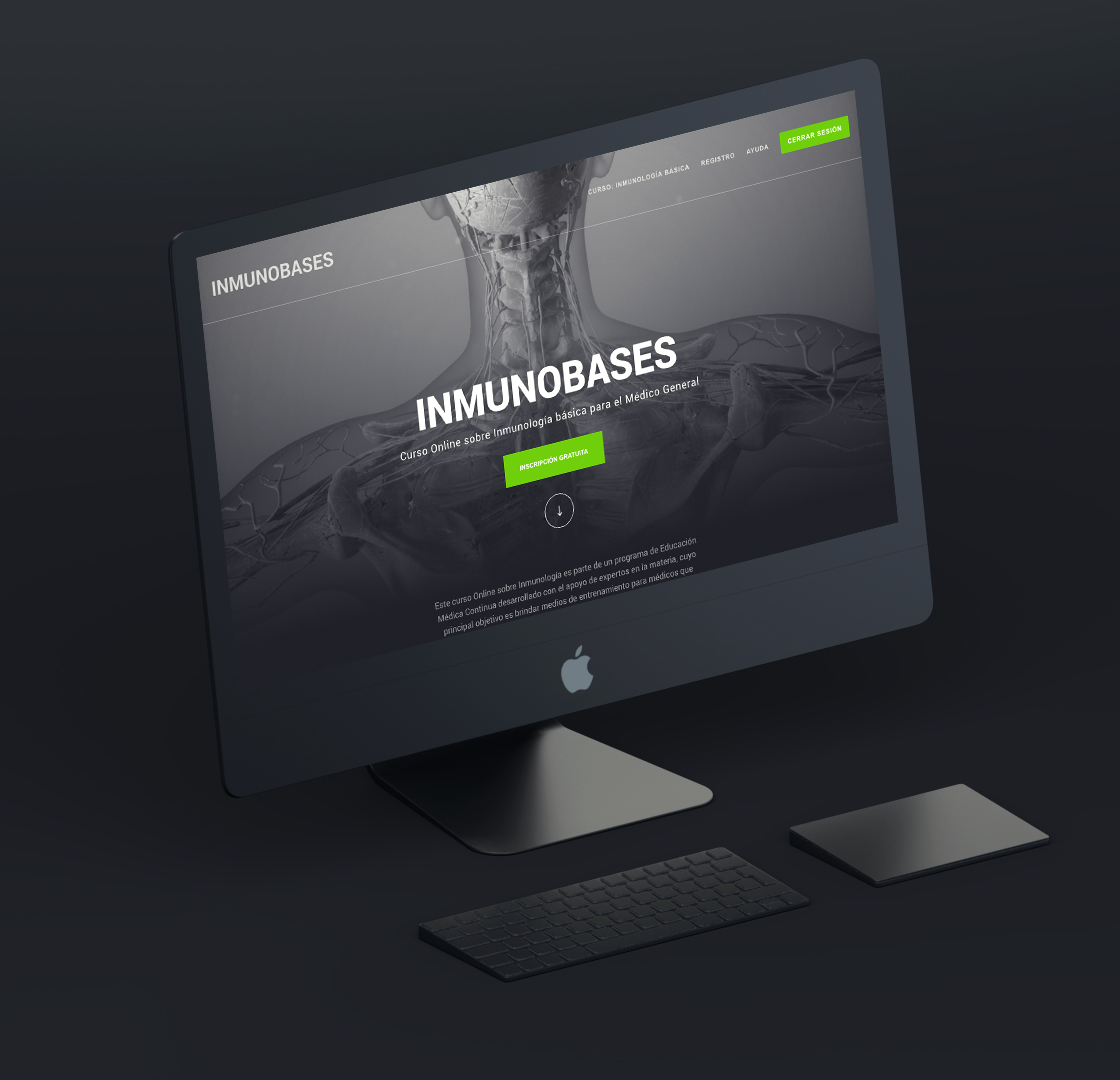 INMUNOBASES
CURSO: INMUNOLOGÍA BÁSICA
REGISTRO
AYUDA
CERRAR SESIÓN
INMUNOBASES
Curso Online sobre Inmunología básica para el Médico General
INSCRIPCIÓN GRATUITA
Este curso Online sobre Inmunología es parte de un programa de Educación
Médica Continua desarrollado con el apoyo de expertos en la materia, cuyo
principal objetivo es brindar medios de entrenamiento para médicos que